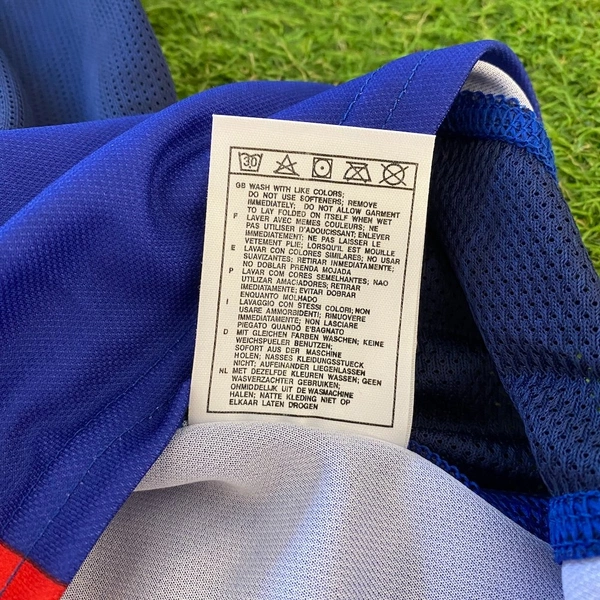 30
GB WASH WITH LIKE COLORS;
DO NOT USE SOFTENERS; REMOVE
IMMEDIATELY; DO NOT ALLOW GARMENT
TO LAY FOLDED ON ITSELF WHEN WET
F LAVER AVEC MEMES COULEURS; NE
PAS UTILISER D'ADOUCISSANT; ENLEVER
IMMEDIATEMENT; NE PAS LAISSER LE
VETEMENT PLIE; LORSQU'IL EST MOUILLE
E LAVAR CON COLORES SIMILARES; NO USAR
SUAVIZANTES; RETIRAR INMEDIATAMENTE;
NO DOBLAR PRENDA MOJADA
P LAVAR COM CORES SEMELHANTES; NAO
UTILIZAR AMACIADORES; RETIRAR
IMEDIATAMENTE; EVITAR DOBRAR
ENQUANTO MOLHADO
I LAVAGGIO CON STESSI COLORI; NON
USARE AMMORBIDENTI; RIMUOVERE
IMMEDIATAMENTE; NON LASCIARE
PIEGATO QUANDO E'BAGNATO
D MIT GLEICHEN FARBEN WASCHEN; KEINE
WEICHSPUELER BENUTZEN;
SOFORT AUS DER MASCHINE
HOLEN; NASSES KLEIDUNGSSTUECK
NICHT; AUFEINANDER LIEGENLASSEN
NL MET DEZELFDE KLEUREN WASSEN; GEEN
WASVERZACHTER GEBRUIKEN;
ONMIDDELIJK UIT DE WASMACHINE
HALEN; NATTE KLEDING NIET OP
ELKAAR LATEN DROGEN